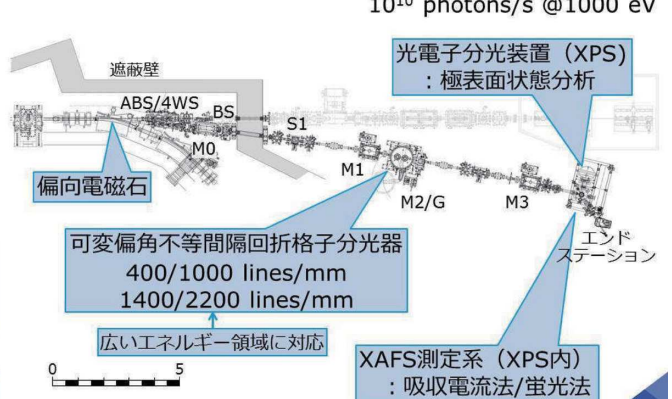 10¹⁰ photons/s @1000 eV
光電子分光装置（XPS）
：極表面状態分析
遮蔽壁
ABS/4WS
BS
S1
M0
M1
M2/G
M3
偏向電磁石
エンド
ステーション
可変偏角不等間隔回折格子分光器
400/1000 lines/mm
1400/2200 lines/mm
広いエネルギー領域に対応
0
5
XAFS測定系（XPS内）
：吸収電流法/蛍光法